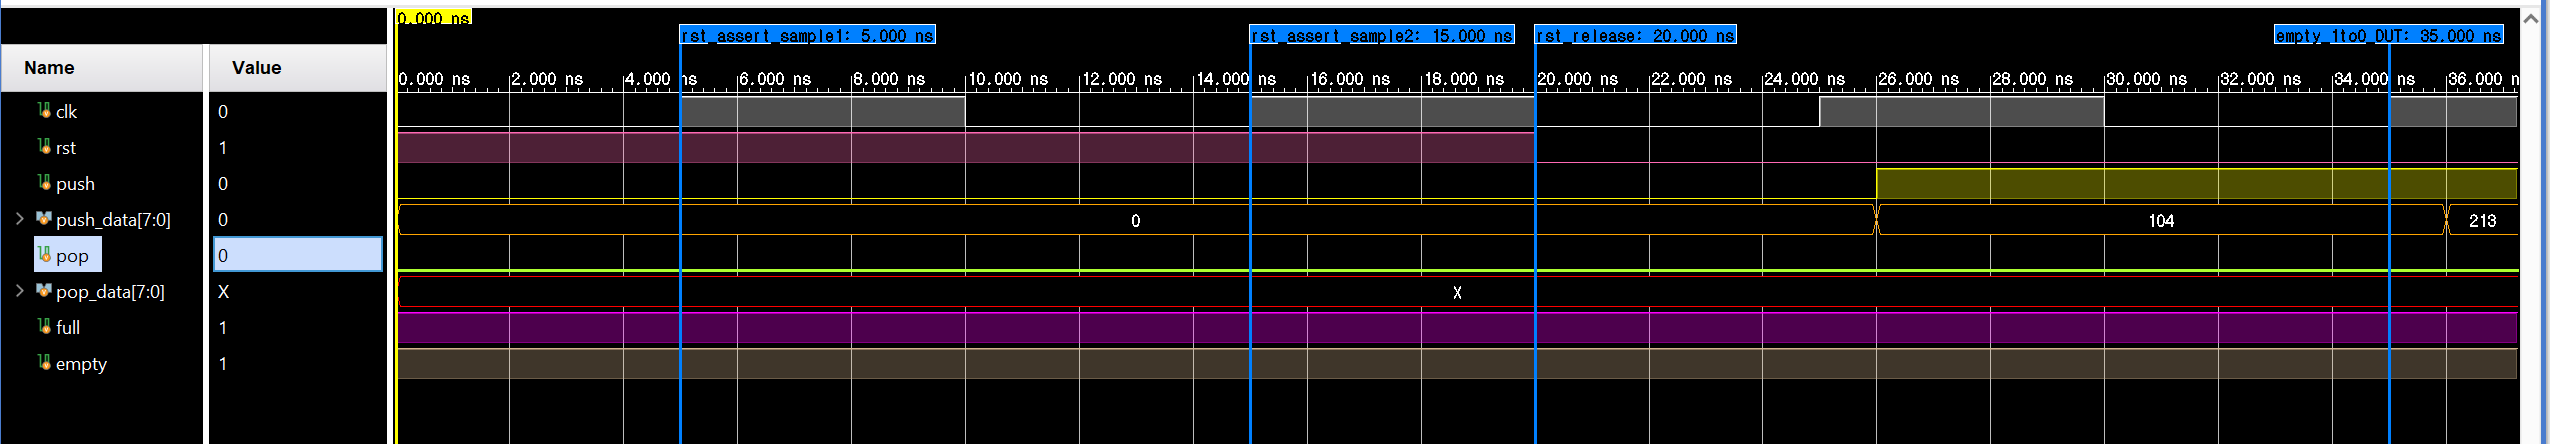 0.000 ns
rst_assert_sample1: 5.000 ns
rst_assert_sample2: 15.000 ns
rst_release: 20.000 ns
empty_1to0_DUT: 35.000 ns
Name Value
0.000 ns 2.000 ns 4.000 ns 6.000 ns 8.000 ns 10.000 ns 12.000 ns 14.000 ns 16.000 ns 18.000 ns 20.000 ns 22.000 ns 24.000 ns 26.000 ns 28.000 ns 30.000 ns 32.000 ns 34.000 ns 36.000 n
clk 0
rst 1
push 0
push_data[7:0] 0 0 104 213
pop 0
pop_data[7:0] X X
full 1
empty 1